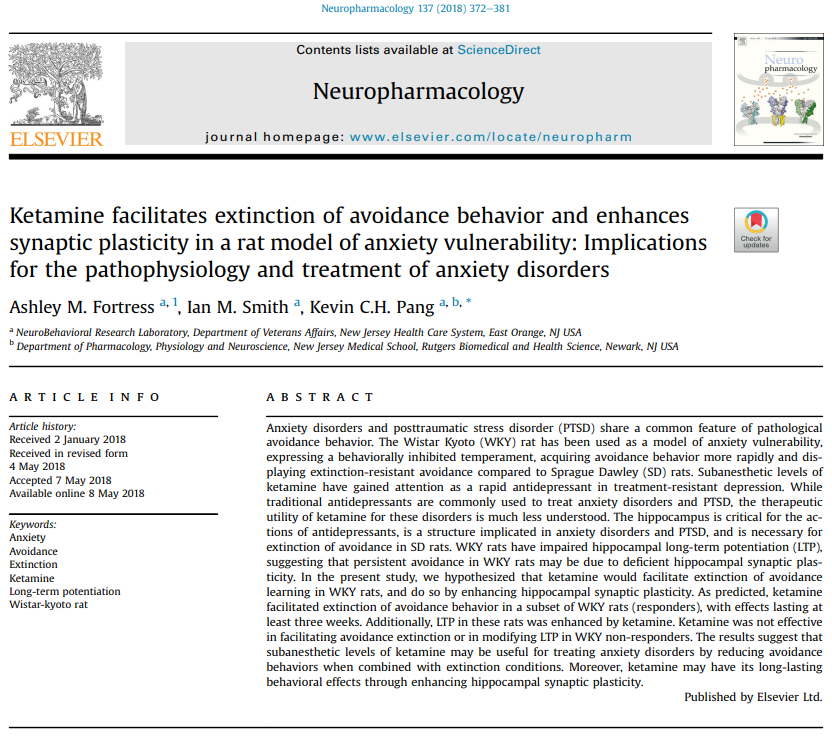 Neuropharmacology 137 (2018) 372–381
Contents lists available at ScienceDirect
Neuropharmacology
journal homepage: www.elsevier.com/locate/neuropharm
ELSEVIER
Neuro
pharmacology
Ketamine facilitates extinction of avoidance behavior and enhances
synaptic plasticity in a rat model of anxiety vulnerability: Implications
for the pathophysiology and treatment of anxiety disorders
Check for
updates
Ashley M. Fortress a, 1, Ian M. Smith a, Kevin C.H. Pang a, b, *
a NeuroBehavioral Research Laboratory, Department of Veterans Affairs, New Jersey Health Care System, East Orange, NJ USA
b Department of Pharmacology, Physiology and Neuroscience, New Jersey Medical School, Rutgers Biomedical and Health Science, Newark, NJ USA
ARTICLE INFO
Article history:
Received 2 January 2018
Received in revised form
4 May 2018
Accepted 7 May 2018
Available online 8 May 2018
Keywords:
Anxiety
Avoidance
Extinction
Ketamine
Long-term potentiation
Wistar-kyoto rat
ABSTRACT
Anxiety disorders and posttraumatic stress disorder (PTSD) share a common feature of pathological
avoidance behavior. The Wistar Kyoto (WKY) rat has been used as a model of anxiety vulnerability,
expressing a behaviorally inhibited temperament, acquiring avoidance behavior more rapidly and dis-
playing extinction-resistant avoidance compared to Sprague Dawley (SD) rats. Subanesthetic levels of
ketamine have gained attention as a rapid antidepressant in treatment-resistant depression. While
traditional antidepressants are commonly used to treat anxiety disorders and PTSD, the therapeutic
utility of ketamine for these disorders is much less understood. The hippocampus is critical for the ac-
tions of antidepressants, is a structure implicated in anxiety disorders and PTSD, and is necessary for
extinction of avoidance in SD rats. WKY rats have impaired hippocampal long-term potentiation (LTP),
suggesting that persistent avoidance in WKY rats may be due to deficient hippocampal synaptic plas-
ticity. In the present study, we hypothesized that ketamine would facilitate extinction of avoidance
learning in WKY rats, and do so by enhancing hippocampal synaptic plasticity. As predicted, ketamine
facilitated extinction of avoidance behavior in a subset of WKY rats (responders), with effects lasting at
least three weeks. Additionally, LTP in these rats was enhanced by ketamine. Ketamine was not effective
in facilitating avoidance extinction or in modifying LTP in WKY non-responders. The results suggest that
subanesthetic levels of ketamine may be useful for treating anxiety disorders by reducing avoidance
behaviors when combined with extinction conditions. Moreover, ketamine may have its long-lasting
behavioral effects through enhancing hippocampal synaptic plasticity.
Published by Elsevier Ltd.